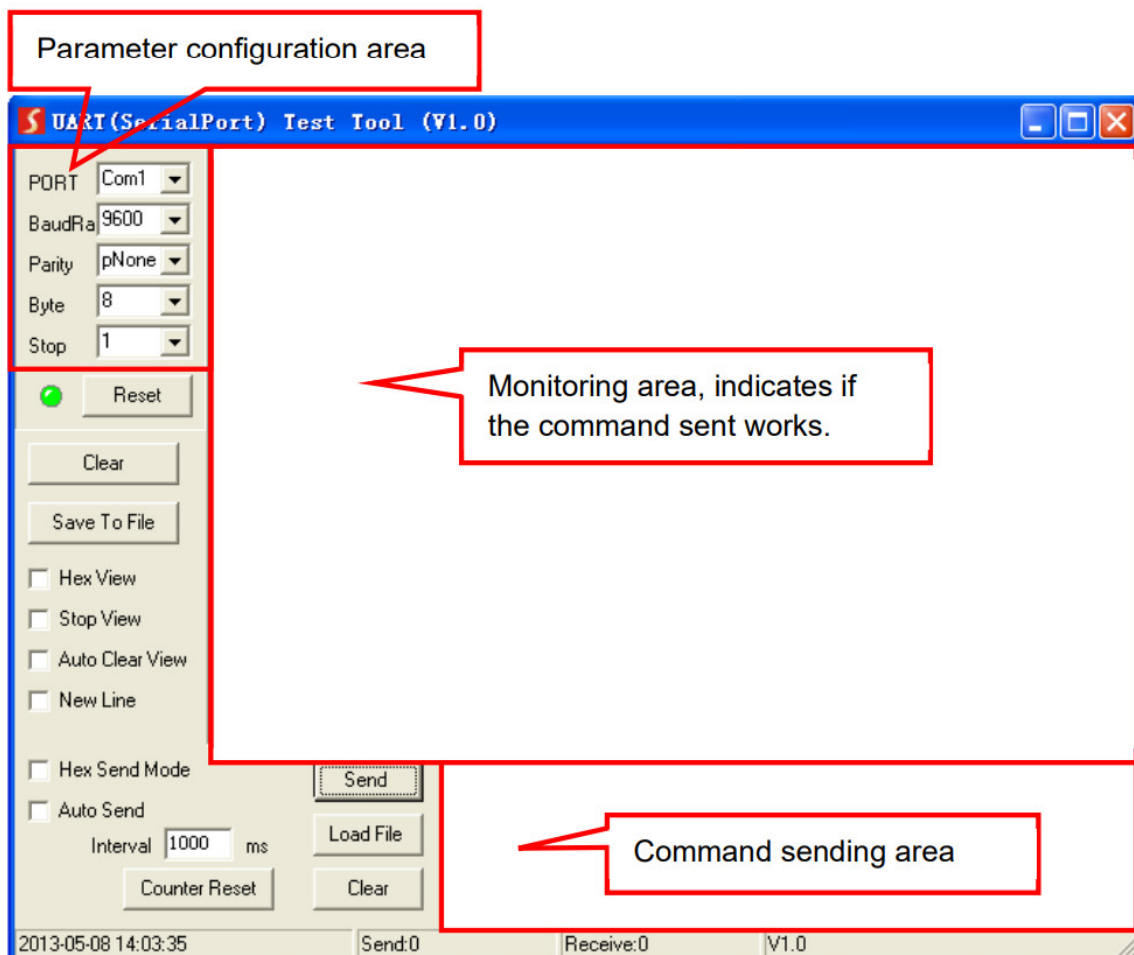 Parameter configuration area
UART(SerialPort) Test Tool (V1.0)
PORT Com1
BaudRa 9600
Parity pNone
Byte 8
Stop 1
Reset
Monitoring area, indicates if
the command sent works.
Clear
Save To File
Hex View
Stop View
Auto Clear View
New Line
Hex Send Mode
Send
Auto Send
Interval 1000 ms
Load File
Command sending area
Counter Reset
Clear
2013-05-08 14:03:35 Send:0 Receive:0 V1.0